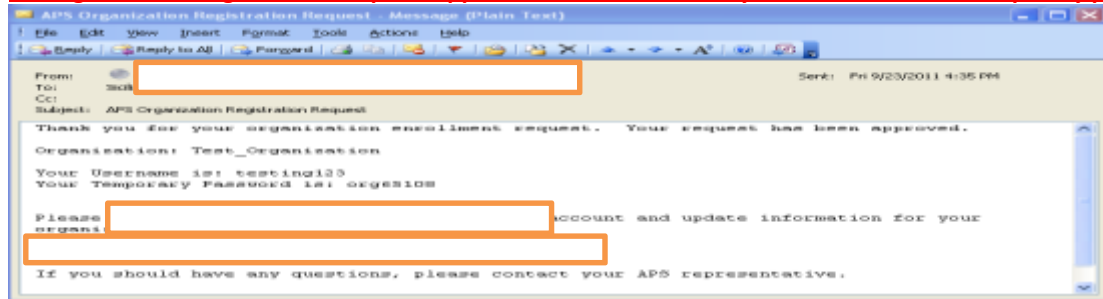 APS Organization Registration Request - Message (Plain Text)
File Edit View Insert Format Tools Actions Help
Reply Reply to All Forward
From: Sent: Fri 9/23/2011 4:35 PM
To:
Cc:
Subject: APS Organization Registration Request
Thank you for your organization enrollment request. Your request has been approved.
Organization: Test_Organization
Your Username is: testing123
Your Temporary Password is: org65108
Please account and update information for your
If you should have any questions, please contact your APS representative.